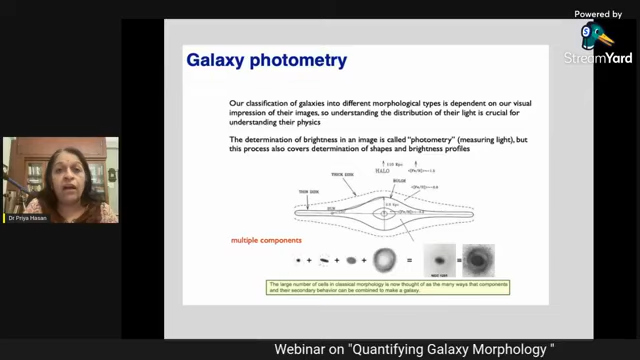 Powered by
StreamYard
Galaxy photometry
Our classification of galaxies into different morphological types is dependent on our visual
impression of their images, so understanding the distribution of their light is crucial for
understanding their physics
The determination of brightness in an image is called "photometry" (measuring light), but
this process also covers determination of shapes and brightness profiles
HALO
THICK DISK
BULGE
THIN DISK
SUN
multiple components
+ + + = =
The large number of cells in classical morphology is now thought of as the many ways that components
and their secondary behavior can be combined to make a galaxy.
Dr Priya Hasan
Webinar on "Quantifying Galaxy Morphology "